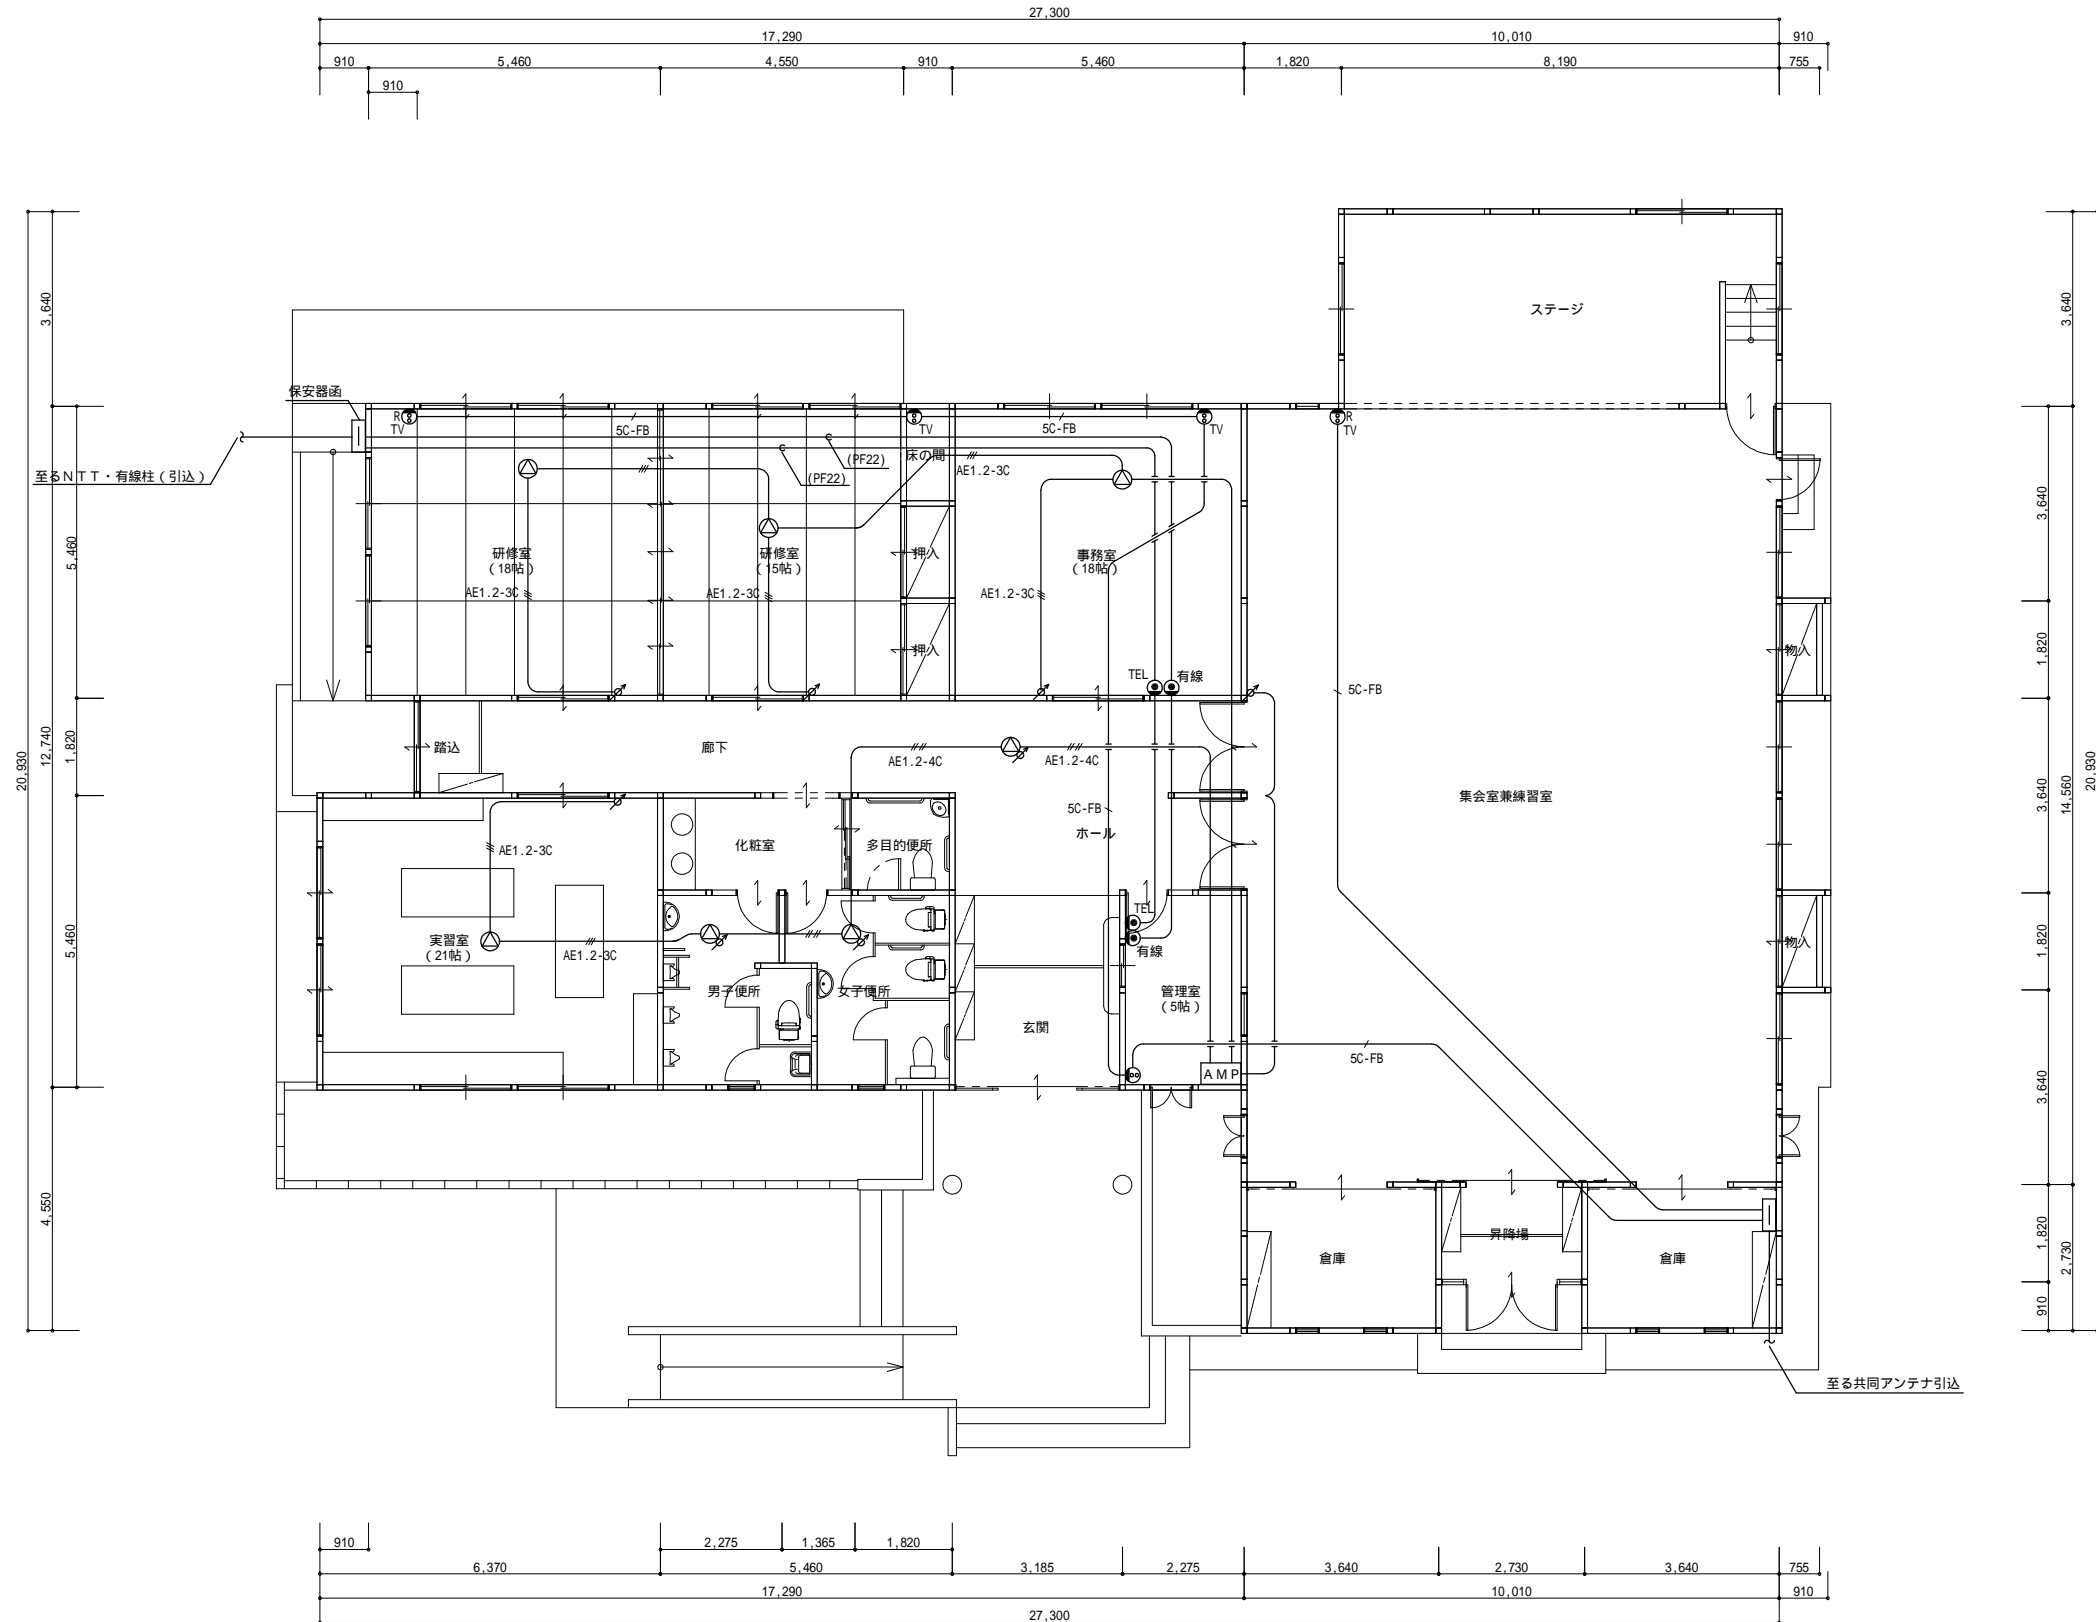 27,300
17,290
10,010
910
910
5,460
4,550
910
5,460
1,820
8,190
755
910
3,640
ステージ
3,640
保安器函
R
TV
5C-FB
TV
5C-FB
TV
R
TV
至るNTT・有線柱(引込)
(PF22)
(PF22)
床の間
AE1.2-3C
研修室
(18帖)
研修室
(15帖)
押入
事務室
(18帖)
AE1.2-3C
AE1.2-3C
AE1.2-3C
押入
物入
TEL
有線
5C-FB
踏込
廊下
AE1.2-4C
AE1.2-4C
集会室兼練習室
5C-FB
ホール
化粧室
多目的便所
AE1.2-3C
TEL
有線
実習室
(21帖)
AE1.2-3C
物入
男子便所
女子便所
管理室
(5帖)
玄関
5C-FB
AMP
倉庫
昇降場
倉庫
至る共同アンテナ引込
20,930
12,740
5,460
1,820
5,460
4,550
3,640
1,820
3,640
1,820
3,640
1,820
910
14,560
2,730
20,930
910
2,275
1,365
1,820
6,370
5,460
3,185
2,275
3,640
2,730
3,640
755
17,290
10,010
910
27,300